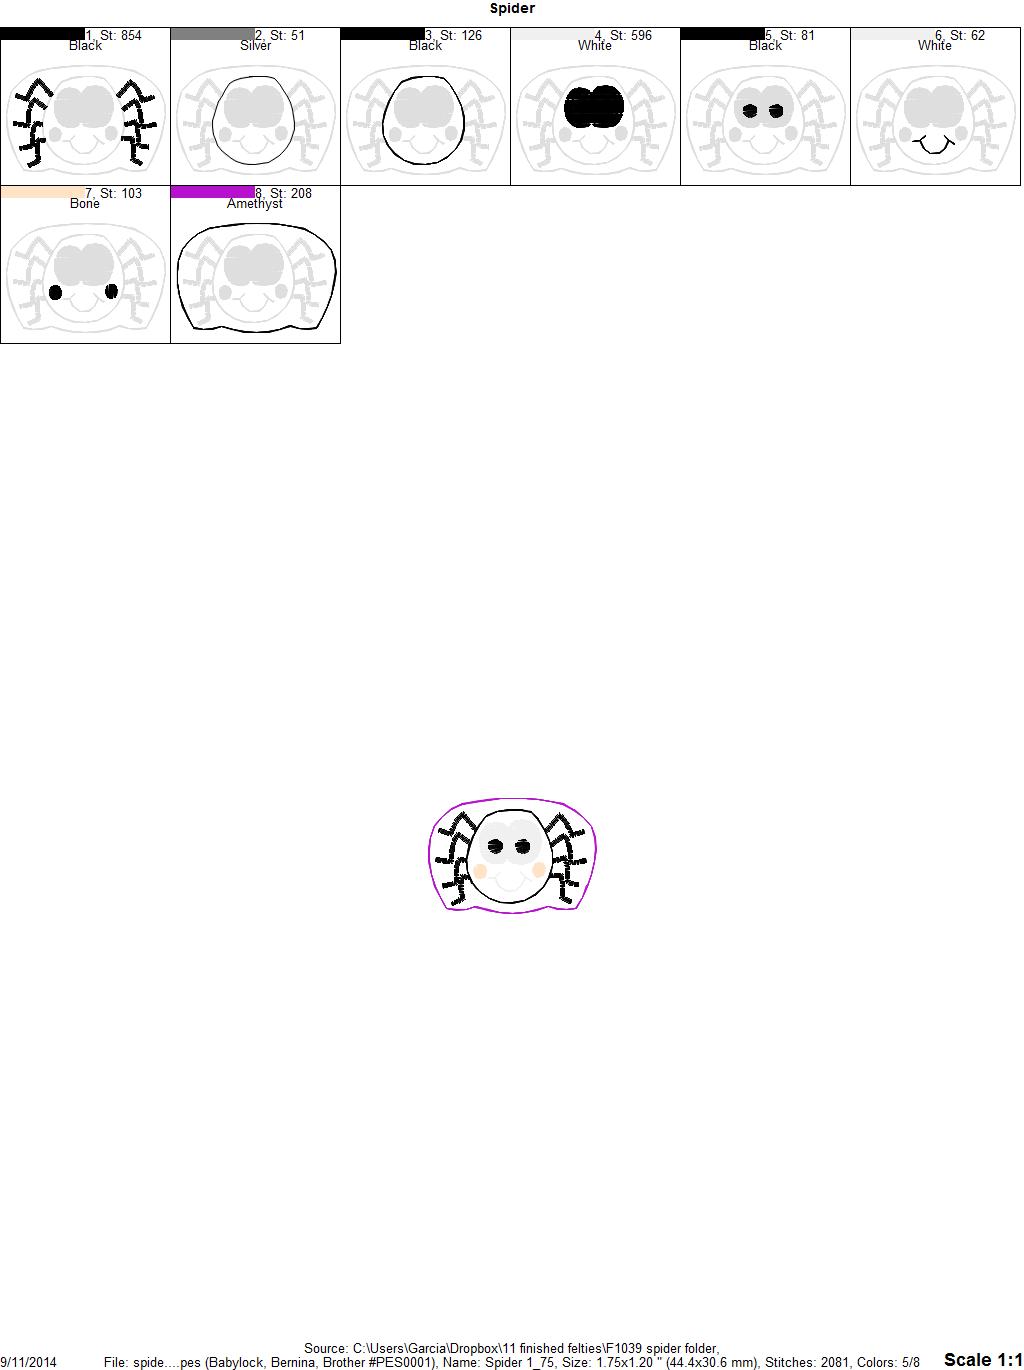 Spider
1, St: 854
Black
2, St: 51
Silver
3, St: 126
Black
4, St: 596
White
5, St: 81
Black
6, St: 62
White
7, St: 103
Bone
8, St: 208
Amethyst
Source: C:\Users\Garcia\Dropbox\11 finished felties\F1039 spider folder,
9/11/2014 File: spide....pes (Babylock, Bernina, Brother #PES0001), Name: Spider 1_75, Size: 1.75x1.20 " (44.4x30.6 mm), Stitches: 2081, Colors: 5/8 Scale 1:1